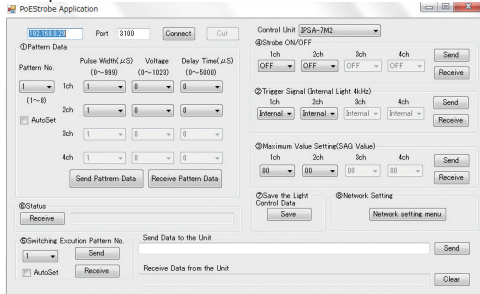 PoEStrobe Application
192.168.0.29 Port 3100 Connect Cut
①Pattern Data
Pattern No.
Pulse Width(μS) Voltage Delay Time(μS)
(0～999) (0～1023) (0～5000)
1 1ch 1 0 0
(1～8)
AutoSet
2ch 1 0 0
3ch 1 0 0
4ch 1 0 0
Send Pattrern Data Receive Pattern Data
⑥Status
Receive
⑤Switching Excution Pattern No.
1 Send
AutoSet Receive
Control Unit IPSA-7M2
④Strobe ON/OFF
1ch 2ch 3ch 4ch
OFF OFF OFF OFF
Send
Receive
②Trigger Signal (Internal Light 4kHz)
1ch 2ch 3ch 4ch
Internal Internal Internal Internal
Send
Receive
③Maximum Value Setting(SAG Value)
1ch 2ch 3ch 4ch
00 00 00 00
Send
Receive
⑦Save the Light
Control Data
Save
⑧Network Setting
Network setting menu
Send Data to the Unit
Send
Receive Data from the Unit
Clear